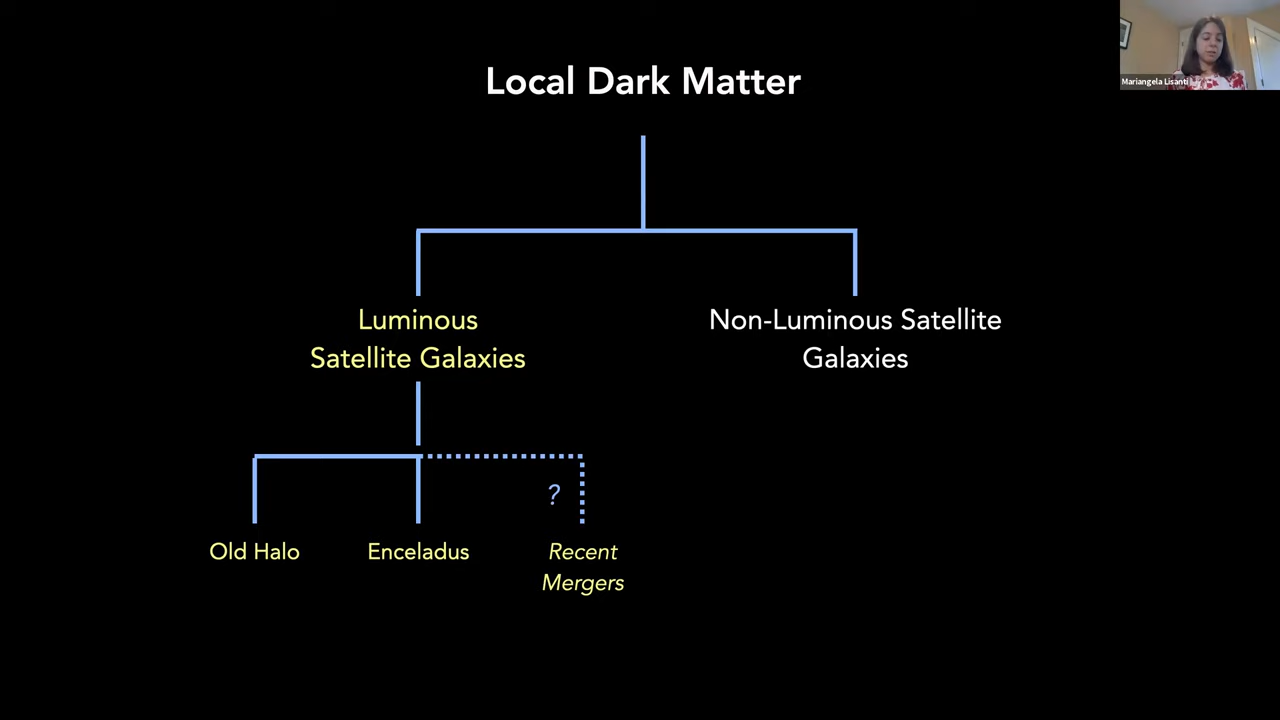 Local Dark Matter
Mariangela Lisanti
Luminous
Satellite Galaxies
Non-Luminous Satellite
Galaxies
?
Old Halo
Enceladus
Recent
Mergers